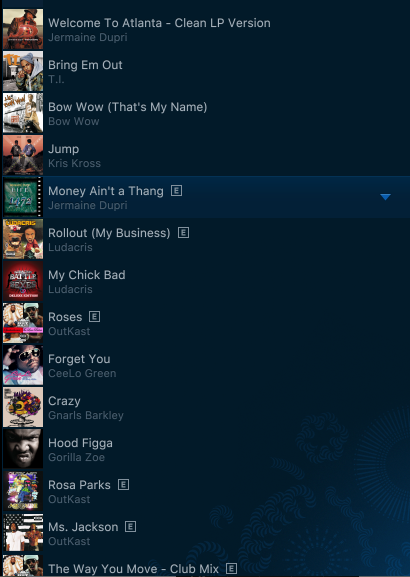 Welcome To Atlanta - Clean LP Version
Jermaine Dupri
Bring Em Out
T.I.
Bow Wow (That's My Name)
Bow Wow
Jump
Kris Kross
Money Ain't a Thang E
Jermaine Dupri
Rollout (My Business) E
Ludacris
My Chick Bad
Ludacris
Roses E
OutKast
Forget You
CeeLo Green
Crazy
Gnarls Barkley
Hood Figga
Gorilla Zoe
Rosa Parks E
OutKast
Ms. Jackson E
OutKast
The Way You Move - Club Mix E